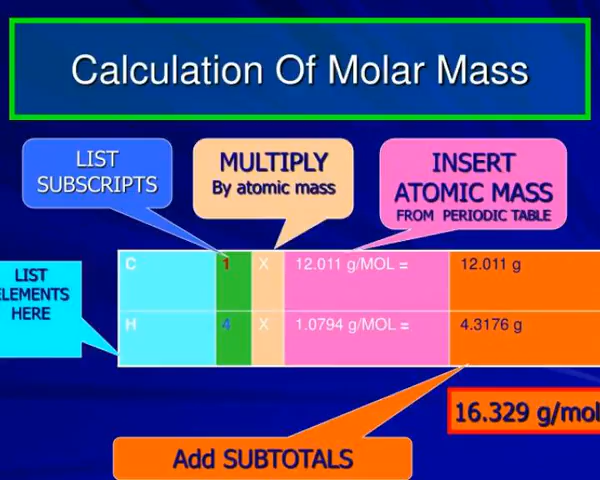 Calculation Of Molar Mass
LIST
SUBSCRIPTS
MULTIPLY
By atomic mass
INSERT
ATOMIC MASS
FROM PERIODIC TABLE
LIST
ELEMENTS
HERE
C 1 X 12.011 g/MOL = 12.011 g
H 4 X 1.0794 g/MOL = 4.3176 g
16.329 g/mol
Add SUBTOTALS